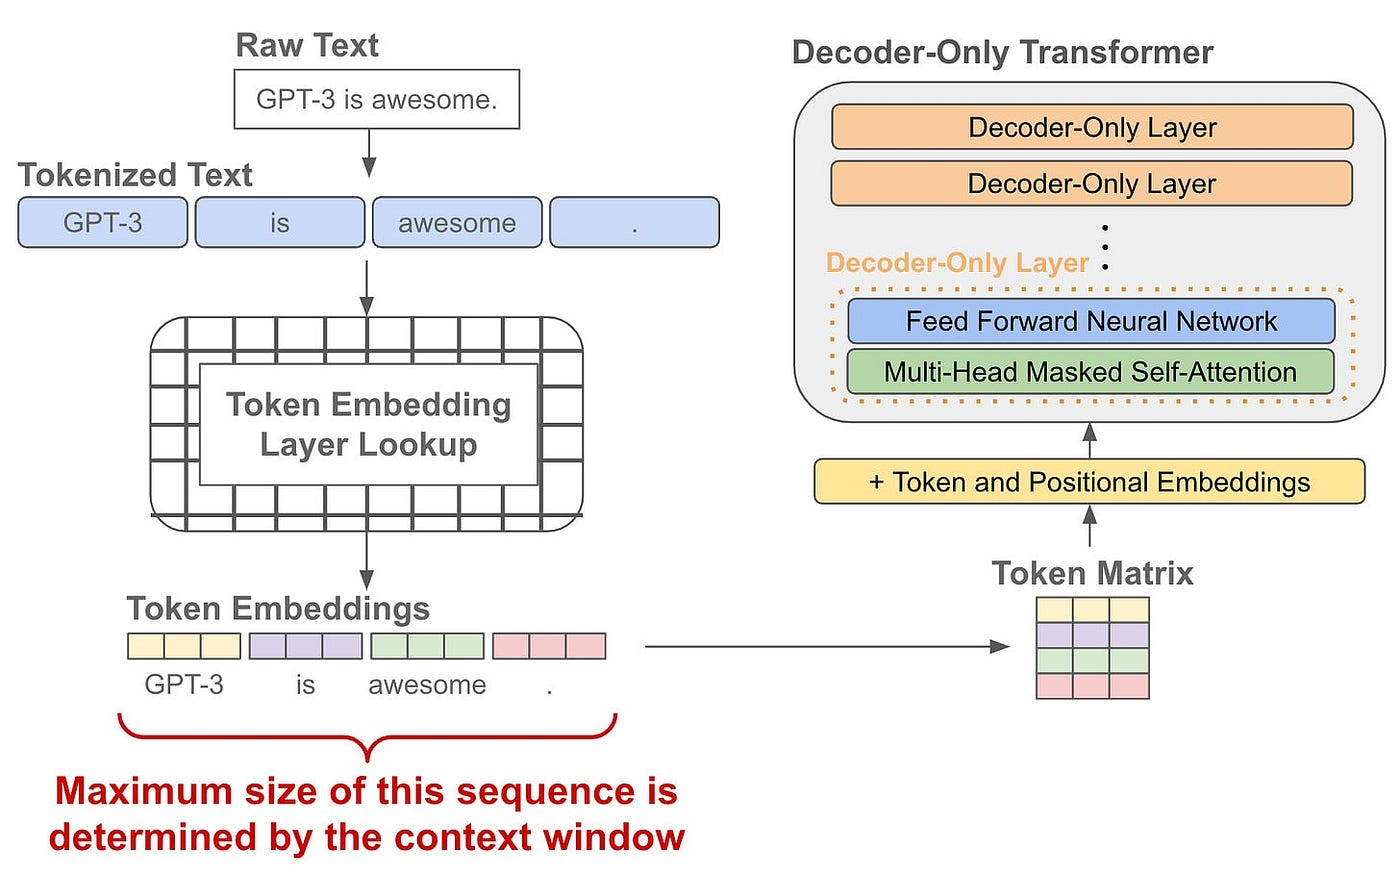 Raw Text
GPT-3 is awesome.
Tokenized Text
GPT-3
is
awesome
.
Token Embedding
Layer Lookup
Token Embeddings
GPT-3
is
awesome
.
Maximum size of this sequence is
determined by the context window
Decoder-Only Transformer
Decoder-Only Layer
Decoder-Only Layer
Decoder-Only Layer
Feed Forward Neural Network
Multi-Head Masked Self-Attention
+ Token and Positional Embeddings
Token Matrix